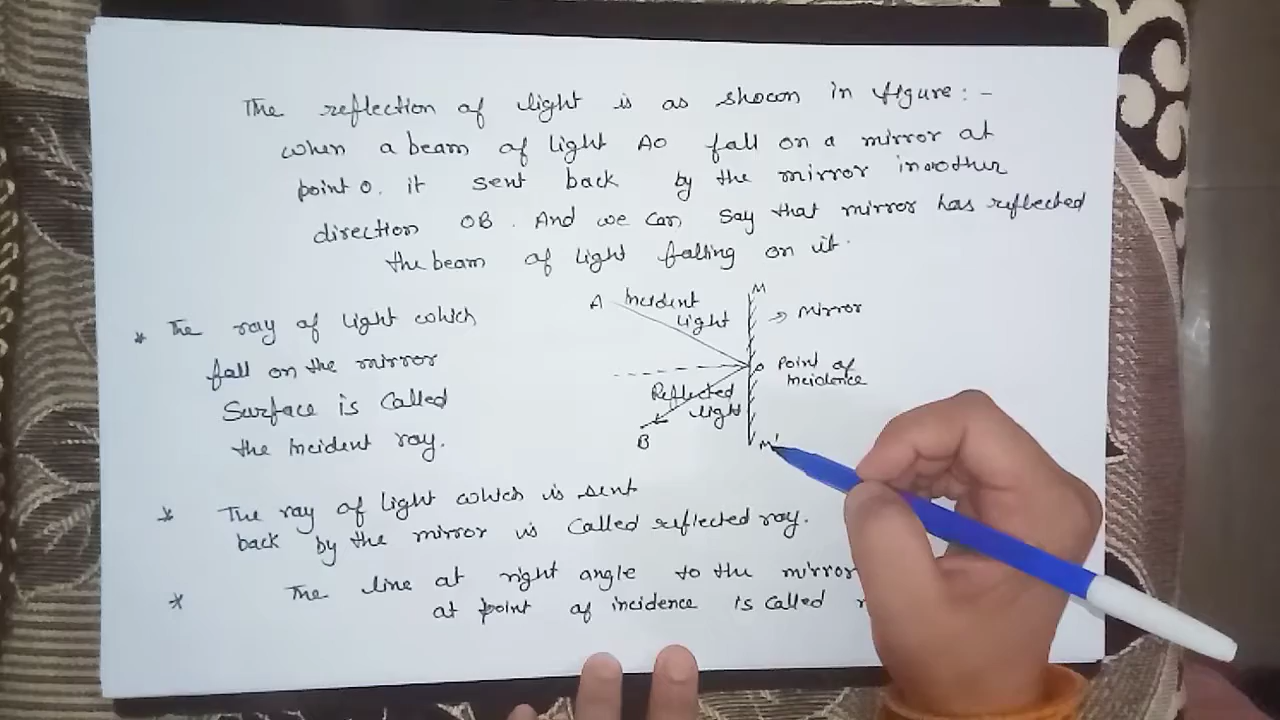 The reflection of light is as shocon in figure : -
when a beam of light AO fall on a mirror at
point O. it sent back by the mirror in another
direction OB. And we can say that mirror has reflected
the beam of light falling on it.
A Incident
light
M
→ Mirror
* The ray of light which
fall on the mirror
Surface is called
the Incident ray.
O Point of
Incidence
Reflected
light
B
M'
* The ray of light which is sent
back by the mirror is called reflected ray.
* The line at right angle to the mirror
at point of incidence is called